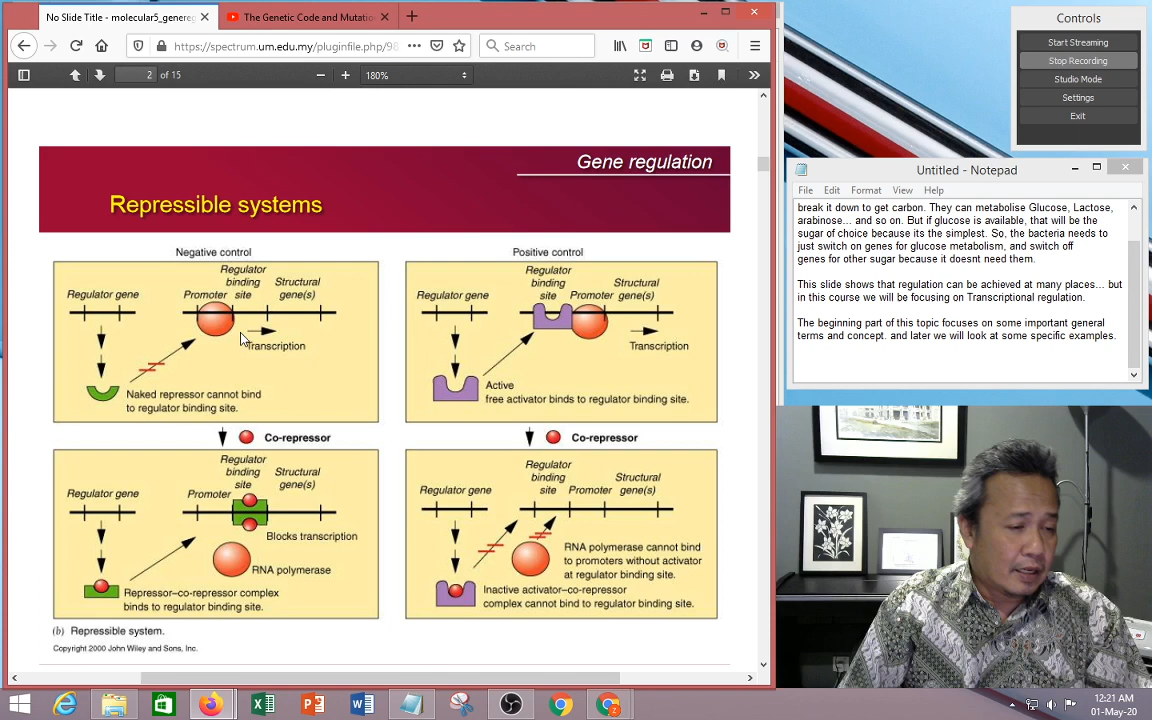 No Slide Title - molecular5_genere
The Genetic Code and Mutatio
https://spectrum.um.edu.my/pluginfile.php/98
Search
2 of 15
180%
Gene regulation
Repressible systems
Negative control
Regulator gene
Promoter
Regulator
binding
site
Structural
gene(s)
Transcription
Naked repressor cannot bind
to regulator binding site.
Positive control
Regulator gene
Regulator
binding
site
Promoter
Structural
gene(s)
Transcription
Active
free activator binds to regulator binding site.
Co-repressor
Co-repressor
Regulator gene
Promoter
Regulator
binding
site
Structural
gene(s)
Blocks transcription
RNA polymerase
Repressor–co-repressor complex
binds to regulator binding site.
Regulator gene
Regulator
binding
site
Promoter
Structural
gene(s)
RNA polymerase cannot bind
to promoters without activator
at regulator binding site.
Inactive activator–co-repressor
complex cannot bind to regulator binding site.
(b) Repressible system.
Copyright 2000 John Wiley and Sons, Inc.
Controls
Start Streaming
Stop Recording
Studio Mode
Settings
Exit
Untitled - Notepad
File Edit Format View Help
break it down to get carbon. They can metabolise Glucose, Lactose,
arabinose... and so on. But if glucose is available, that will be the
sugar of choice because its the simplest. So, the bacteria needs to
just switch on genes for glucose metabolism, and switch off
genes for other sugar because it doesnt need them.
This slide shows that regulation can be achieved at many places... but
in this course we will be focusing on Transcriptional regulation.
The beginning part of this topic focuses on some important general
terms and concept. and later we will look at some specific examples.
12:21 AM
01-May-20